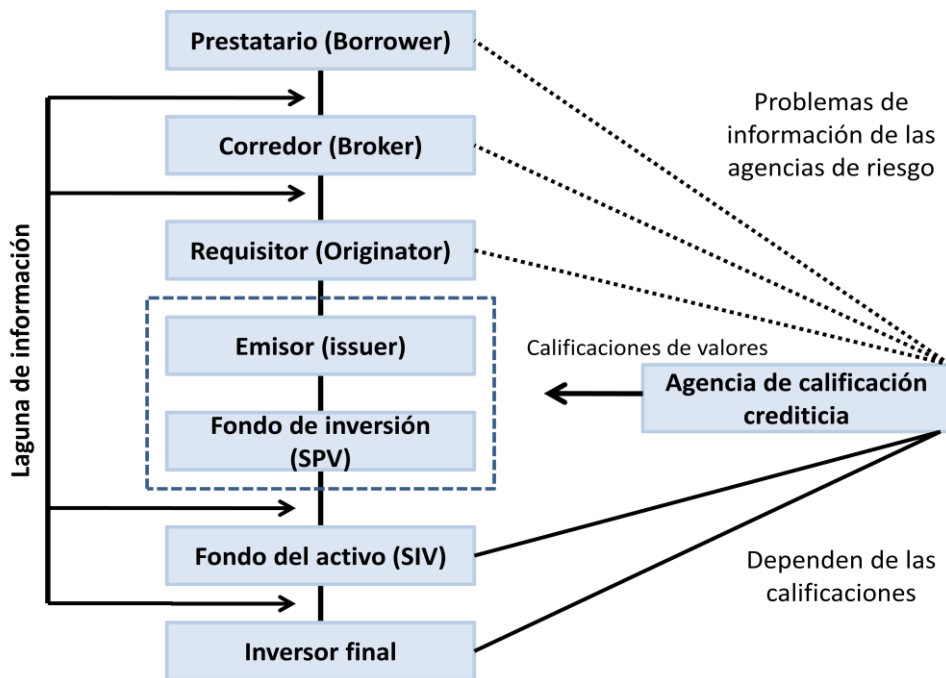 Prestatario (Borrower)
Corredor (Broker)
Requisitor (Originator)
Emisor (issuer)
Fondo de inversión
(SPV)
Fondo del activo (SIV)
Inversor final
Laguna de información
Problemas de
información de las
agencias de riesgo
Calificaciones de valores
Agencia de calificación
crediticia
Dependen de las
calificaciones